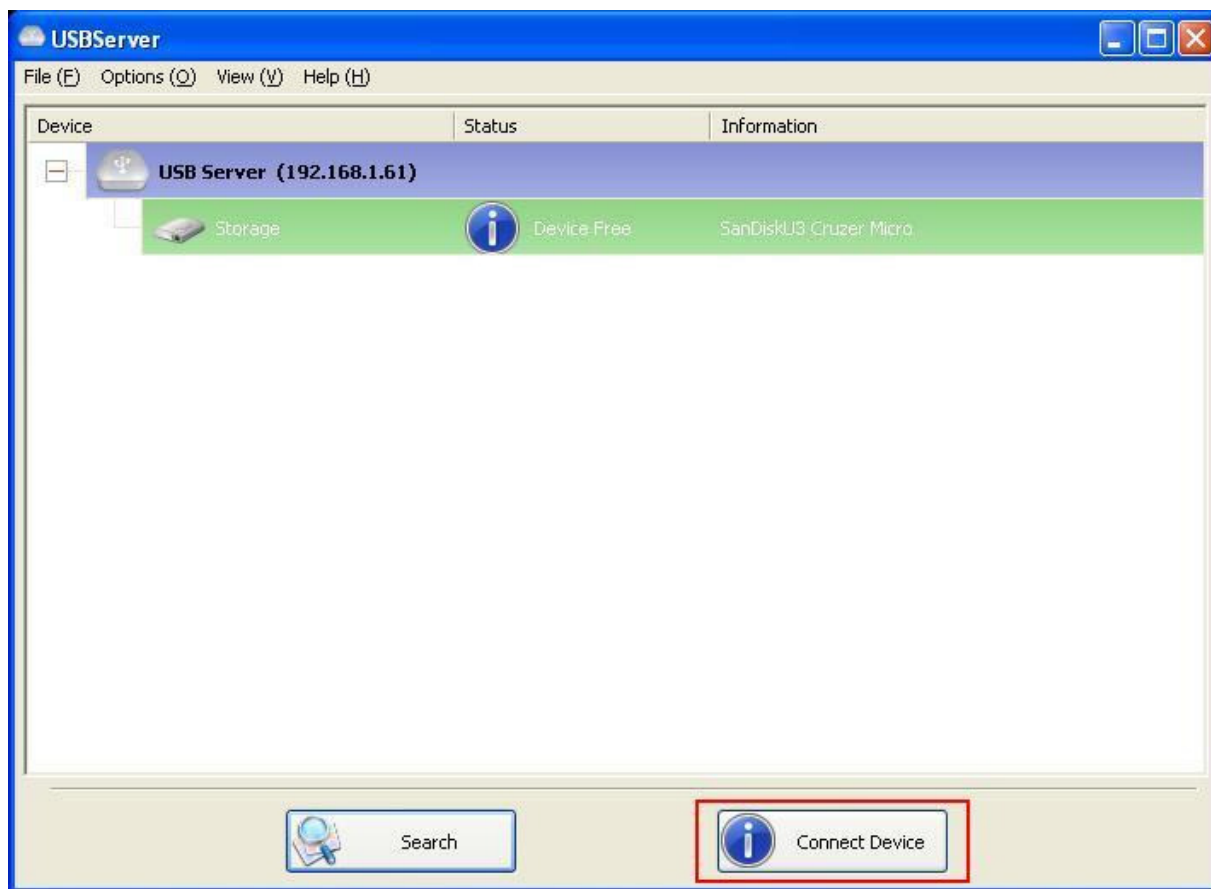 USBServer
File (F) Options (O) View (V) Help (H)
Device Status Information
USB Server (192.168.1.61)
Storage Device Free SanDiskU3 Cruzer Micro
Search Connect Device